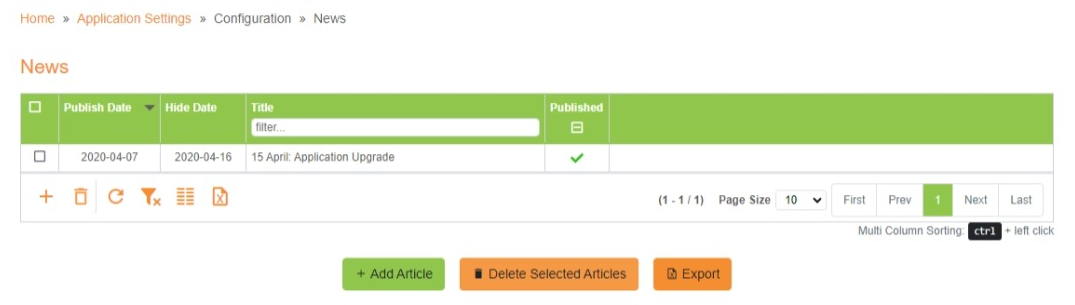 Home » Application Settings » Configuration » News
News
Publish Date Hide Date Title Published
filter...
2020-04-07 2020-04-16 15 April: Application Upgrade
(1 - 1 / 1) Page Size 10 First Prev 1 Next Last
Multi Column Sorting: ctrl + left click
+ Add Article Delete Selected Articles Export